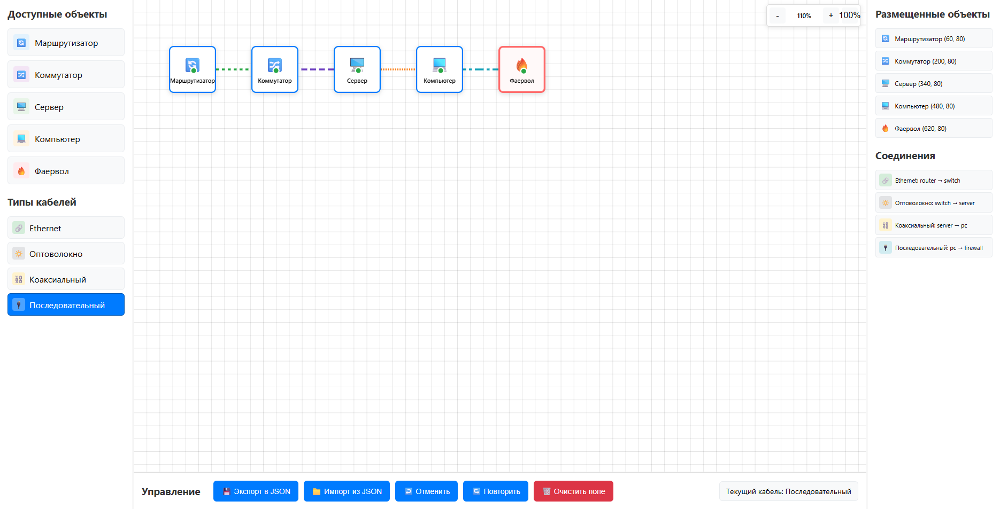 Доступные объекты
Маршрутизатор
Коммутатор
Сервер
Компьютер
Фаервол
Типы кабелей
Ethernet
Оптоволокно
Коаксиальный
Последовательный
- 110% + 100%
Маршрутизатор
Коммутатор
Сервер
Компьютер
Фаервол
Управление
Экспорт в JSON
Импорт из JSON
Отменить
Повторить
Очистить поле
Текущий кабель: Последовательный
Размещенные объекты
Маршрутизатор (60, 80)
Коммутатор (200, 80)
Сервер (340, 80)
Компьютер (480, 80)
Фаервол (620, 80)
Соединения
Ethernet: router → switch
Оптоволокно: switch → server
Коаксиальный: server → pc
Последовательный: pc → firewall